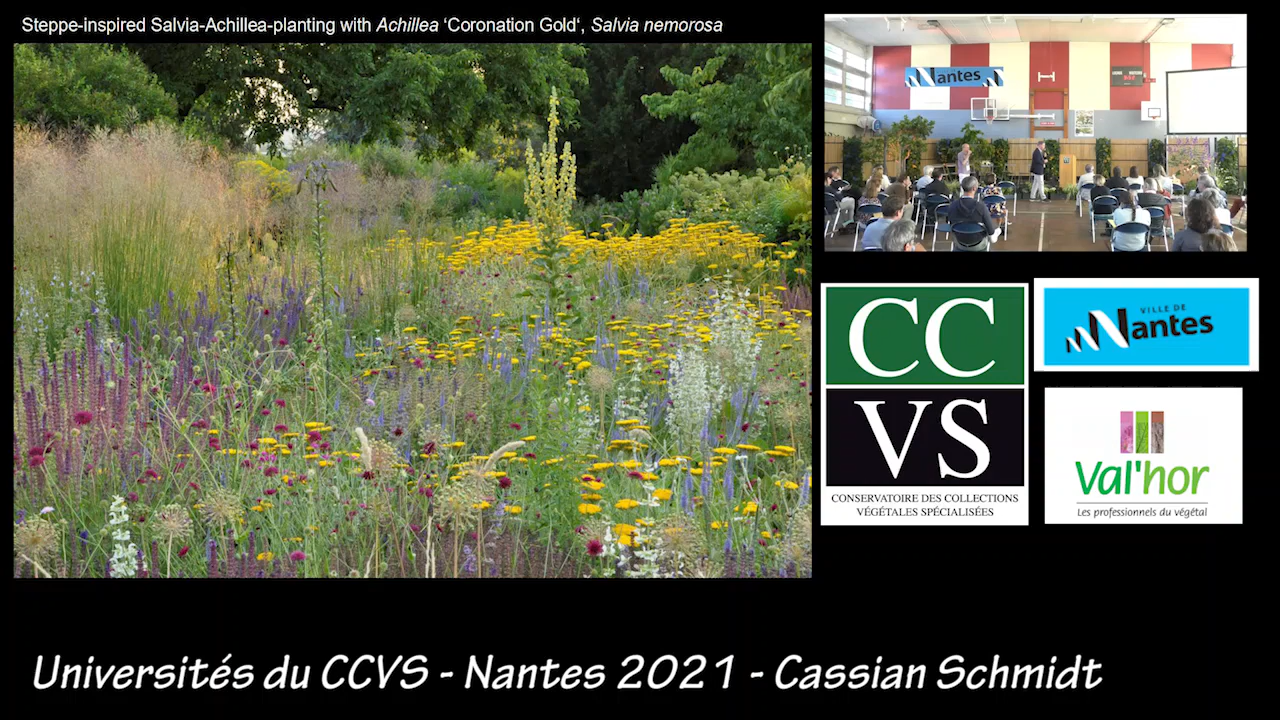 Steppe-inspired Salvia-Achillea-planting with Achillea ‘Coronation Gold‘, Salvia nemorosa
Nantes
CC
VS
CONSERVATOIRE DES COLLECTIONS
VÉGÉTALES SPÉCIALISÉES
VILLE DE
Nantes
Val'hor
Les professionnels du végétal
Universités du CCVS - Nantes 2021 - Cassian Schmidt